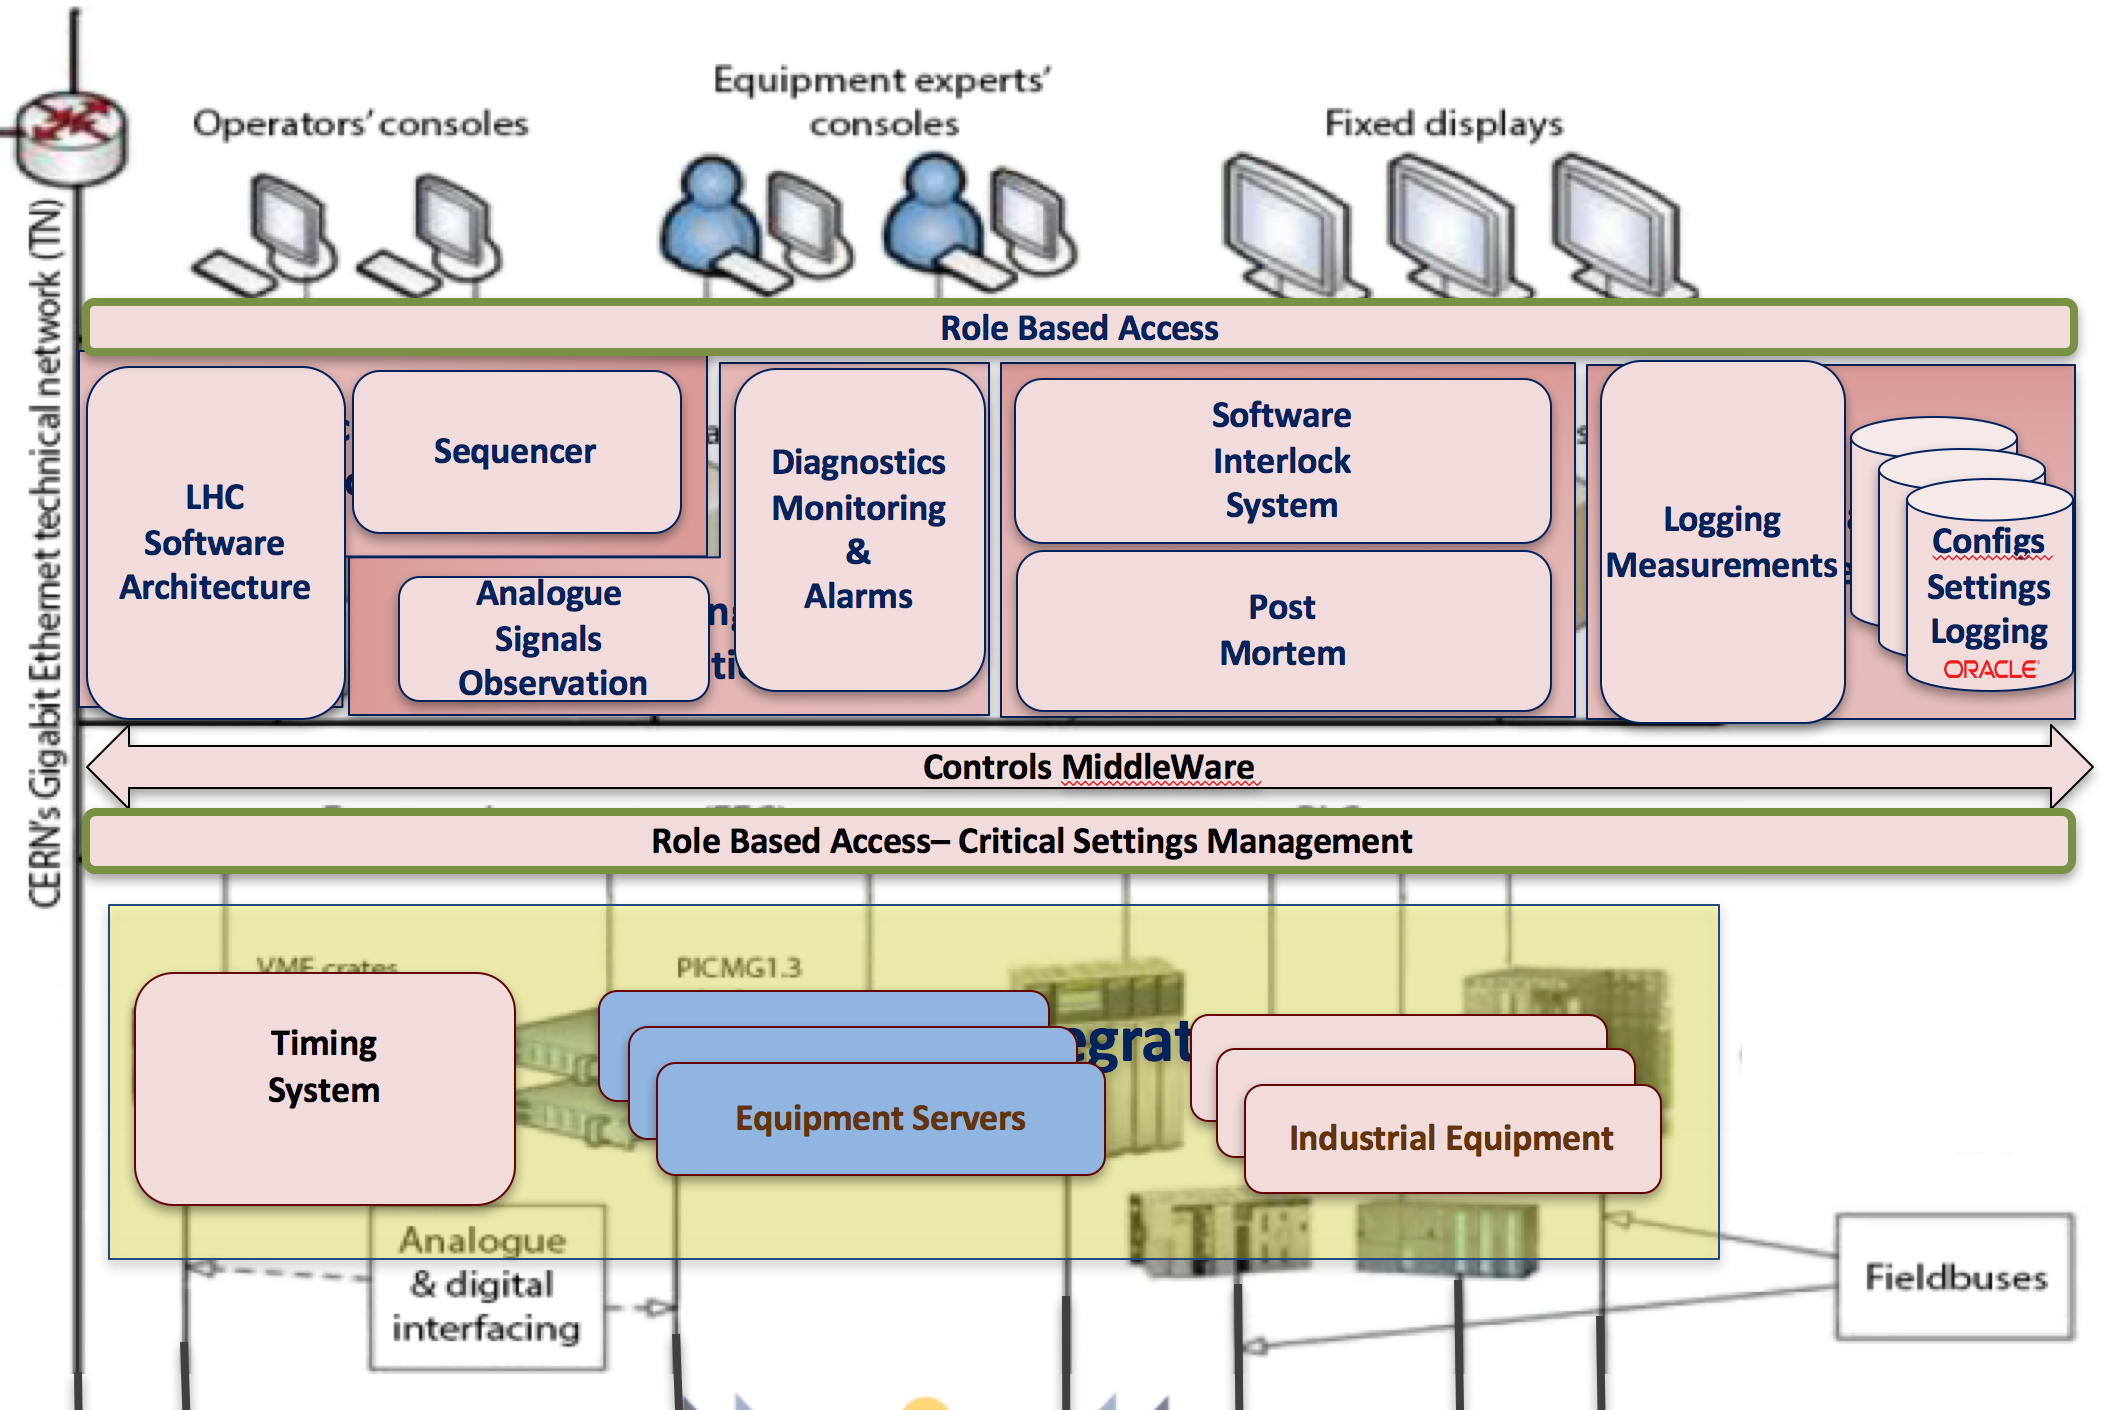 CERN's Gigabit Ethernet technical network (TN)
Operators' consoles
Equipment experts'
consoles
Fixed displays
Role Based Access
LHC
Software
Architecture
Sequencer
Analogue
Signals
Observation
Diagnostics
Monitoring
&
Alarms
Software
Interlock
System
Post
Mortem
Logging
Measurements
Configs
Settings
Logging
ORACLE
Controls MiddleWare
Role Based Access– Critical Settings Management
VME crates
PICMG1.3
Timing
System
Equipment Servers
egrat
Industrial Equipment
Analogue
& digital
interfacing
Fieldbuses